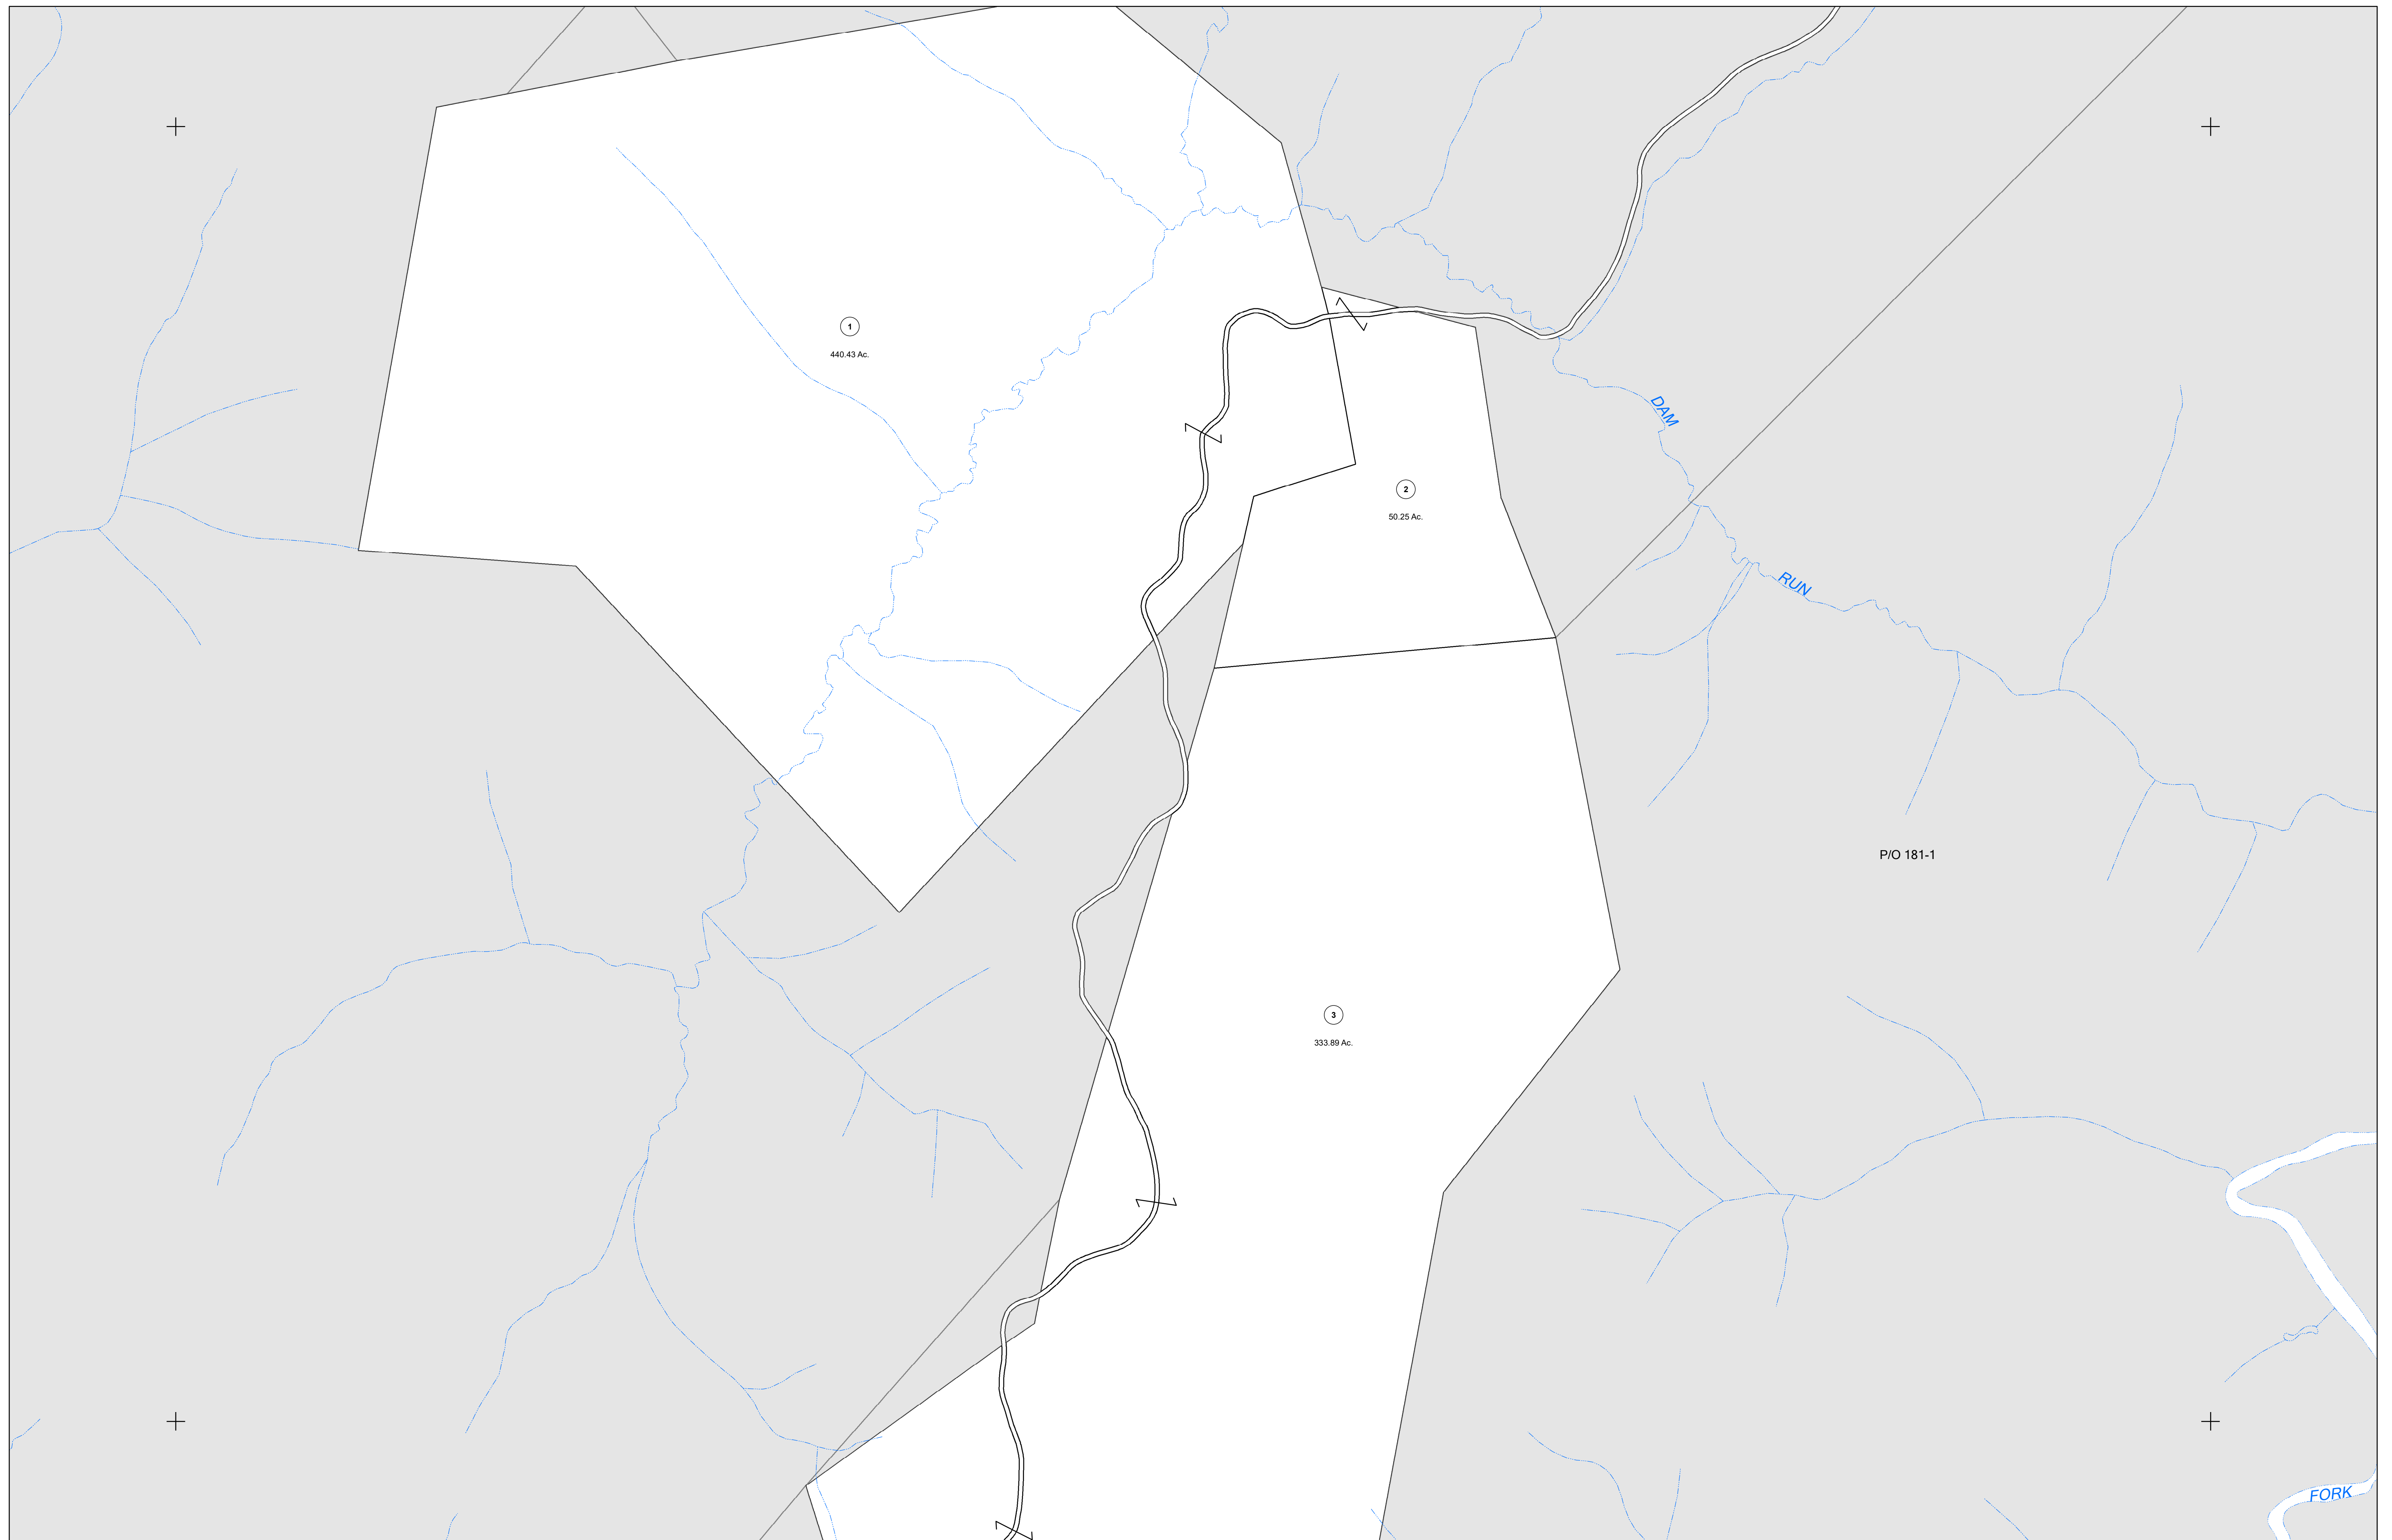 1
440.43 Ac.
DAM
2
50.25 Ac.
RUN
P/O 181-1
3
333.89 Ac.
FORK